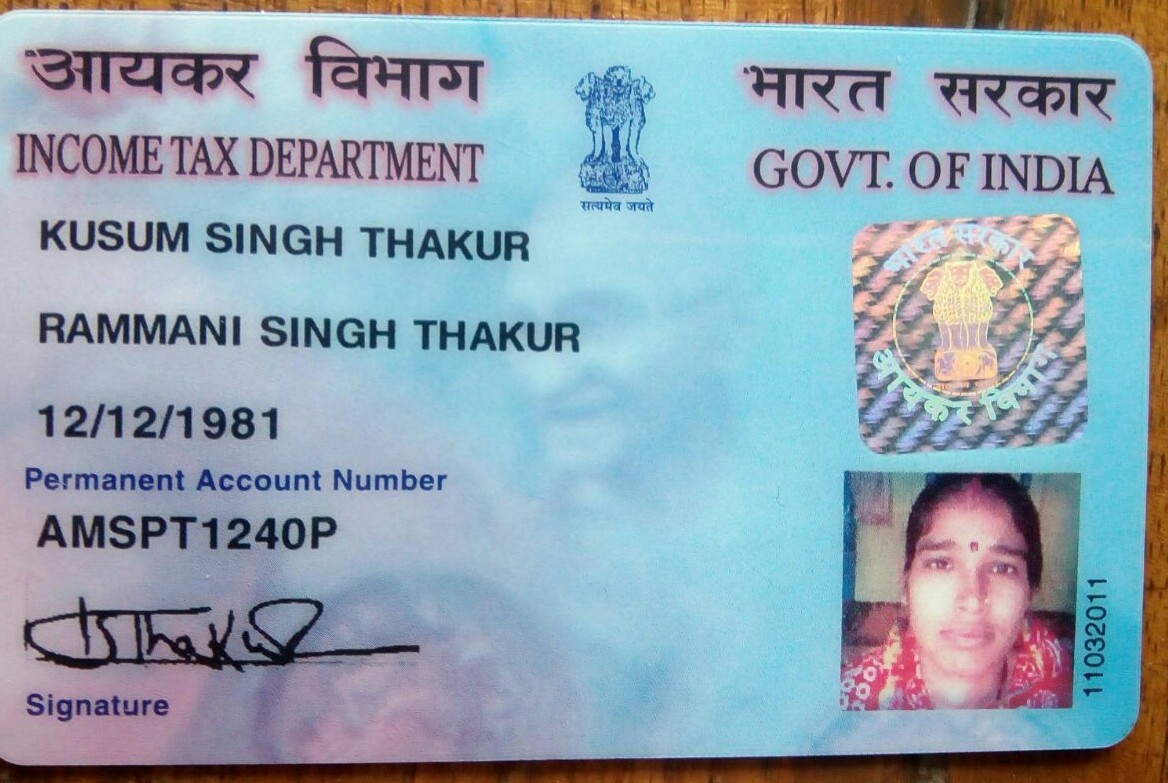 आयकर विभाग
भारत सरकार
INCOME TAX DEPARTMENT
GOVT. OF INDIA
सत्यमेव जयते
KUSUM SINGH THAKUR
भारत सरकार
आयकर विभाग
RAMMANI SINGH THAKUR
12/12/1981
Permanent Account Number
AMSPT1240P
KSThakur
Signature
11032011